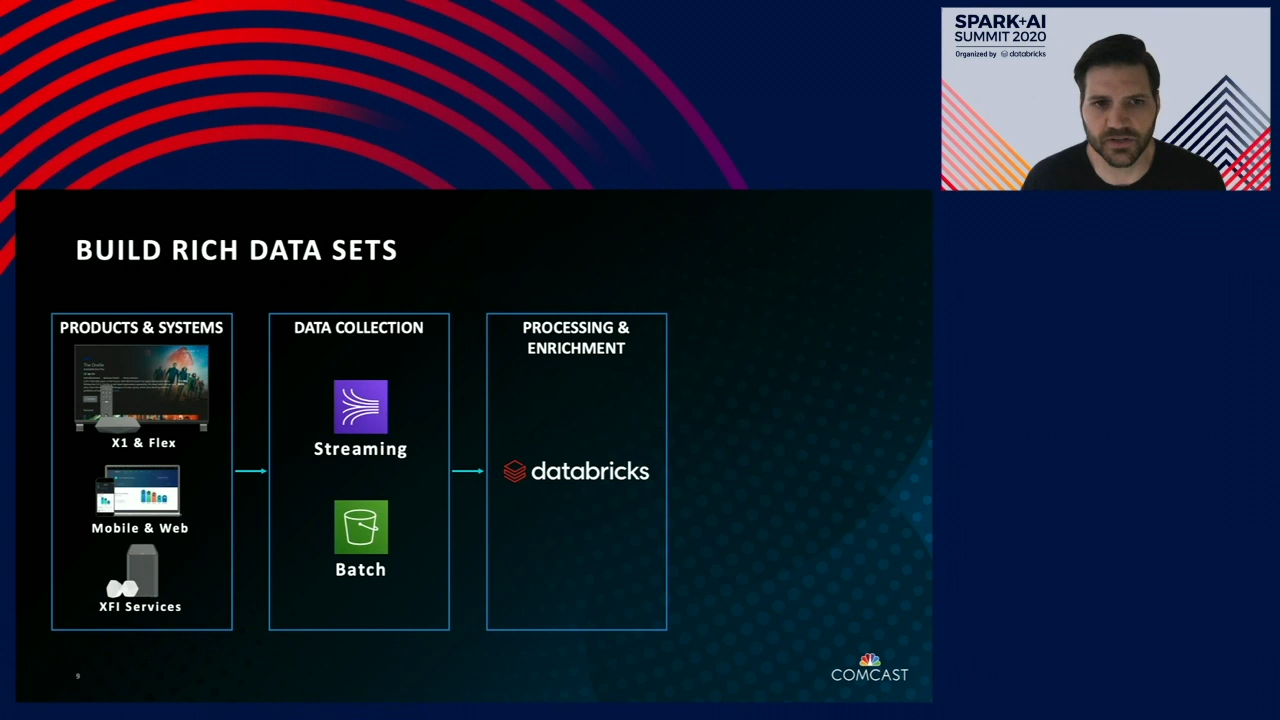 SPARK+AI
SUMMIT 2020
Organized by databricks
BUILD RICH DATA SETS
PRODUCTS & SYSTEMS
X1 & Flex
Mobile & Web
XFI Services
DATA COLLECTION
Streaming
Batch
PROCESSING &
ENRICHMENT
databricks
9
COMCAST